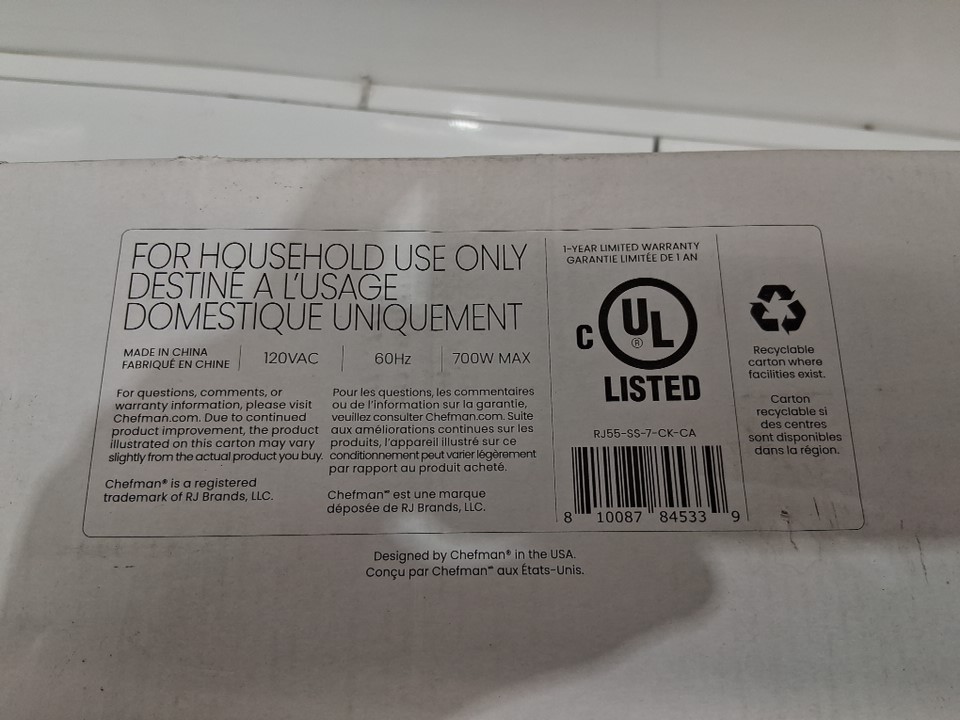 FOR HOUSEHOLD USE ONLY
DESTINÉ A L'USAGE
DOMESTIQUE UNIQUEMENT
MADE IN CHINA
FABRIQUÉ EN CHINE
120VAC
60Hz
700W MAX
For questions, comments, or
warranty information, please visit
Chefman.com. Due to continued
product improvement, the product
illustrated on this carton may vary
slightly from the actual product you buy.
Chefman® is a registered
trademark of RJ Brands, LLC.
Pour les questions, les commentaires
ou de l'information sur la garantie,
veuillez consulter Chefman.com. Suite
aux améliorations continues sur les
produits, l'appareil illustré sur ce
conditionnement peut varier légèrement
par rapport au produit acheté.
Chefman℠ est une marque
déposée de RJ Brands, LLC.
1-YEAR LIMITED WARRANTY
GARANTIE LIMITÉE DE 1 AN
C UL ®
LISTED
RJ55-SS-7-CK-CA
8 10087 84533 9
Recyclable
carton where
facilities exist.
Carton
recyclable si
des centres
sont disponibles
dans la région.
Designed by Chefman® in the USA.
Conçu par Chefman℠ aux États-Unis.